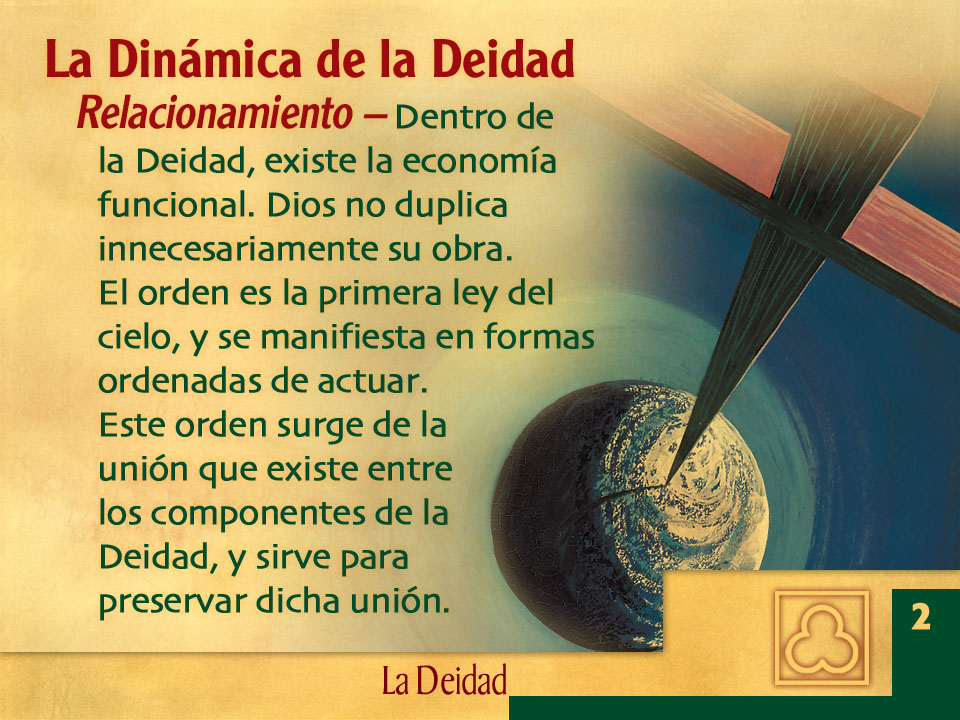 La Dinámica de la Deidad
Relacionamiento – Dentro de
la Deidad, existe la economía
funcional. Dios no duplica
innecesariamente su obra.
El orden es la primera ley del
cielo, y se manifiesta en formas
ordenadas de actuar.
Este orden surge de la
unión que existe entre
los componentes de la
Deidad, y sirve para
preservar dicha unión.
2
La Deidad